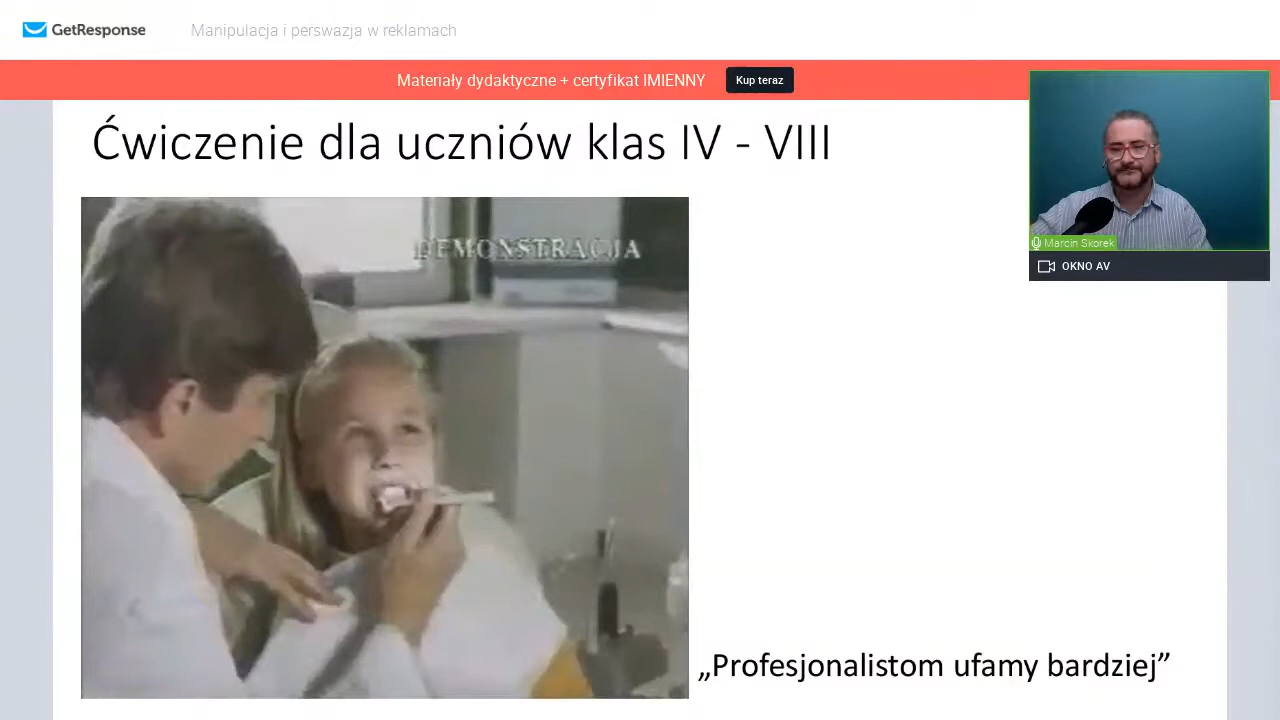 GetResponse
Manipulacja i perswazja w reklamach
Materiały dydaktyczne + certyfikat IMIENNY
Kup teraz
Ćwiczenie dla uczniów klas IV - VIII
DEMONSTRACJA
Marcin Skorek
OKNO AV
„Profesjonalistom ufamy bardziej”